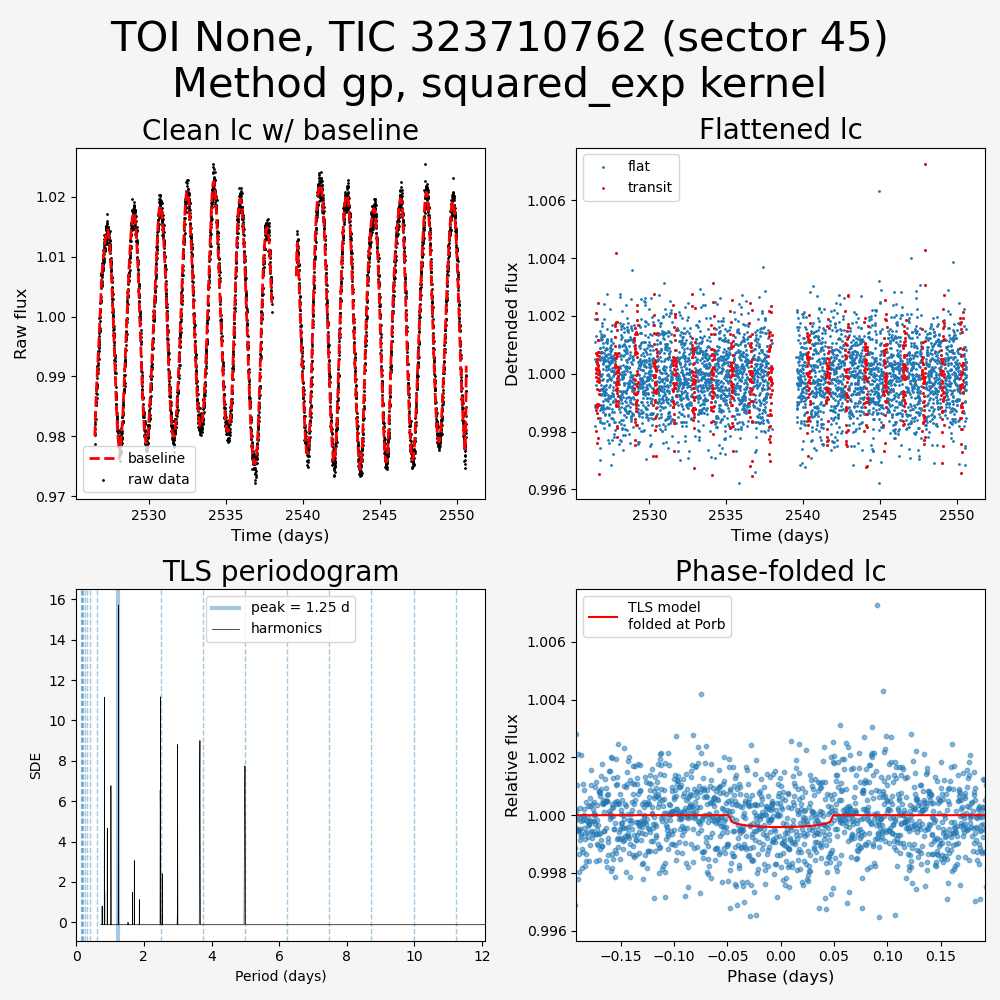 TOI None, TIC 323710762 (sector 45)
Method gp, squared_exp kernel
Clean lc w/ baseline
Raw flux
1.02
1.01
1.00
0.99
0.98
0.97
baseline
raw data
2530
2535
2540
2545
2550
Time (days)
Flattened lc
Detrended flux
1.006
1.004
1.002
1.000
0.998
0.996
flat
transit
2530
2535
2540
2545
2550
Time (days)
TLS periodogram
SDE
16
14
12
10
8
6
4
2
0
peak = 1.25 d
harmonics
0
2
4
6
8
10
12
Period (days)
Phase-folded lc
Relative flux
1.006
1.004
1.002
1.000
0.998
0.996
TLS model
folded at Porb
−0.15
−0.10
−0.05
0.00
0.05
0.10
0.15
Phase (days)